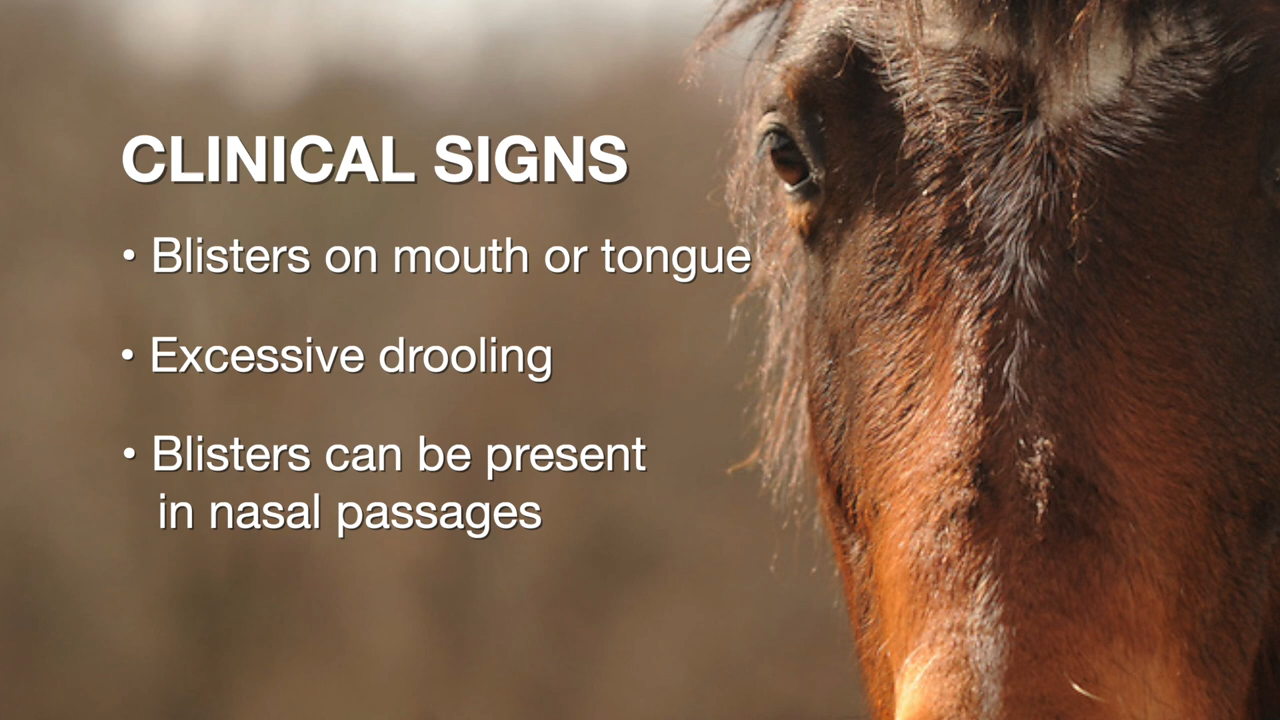 CLINICAL SIGNS
• Blisters on mouth or tongue
• Excessive drooling
• Blisters can be present
in nasal passages